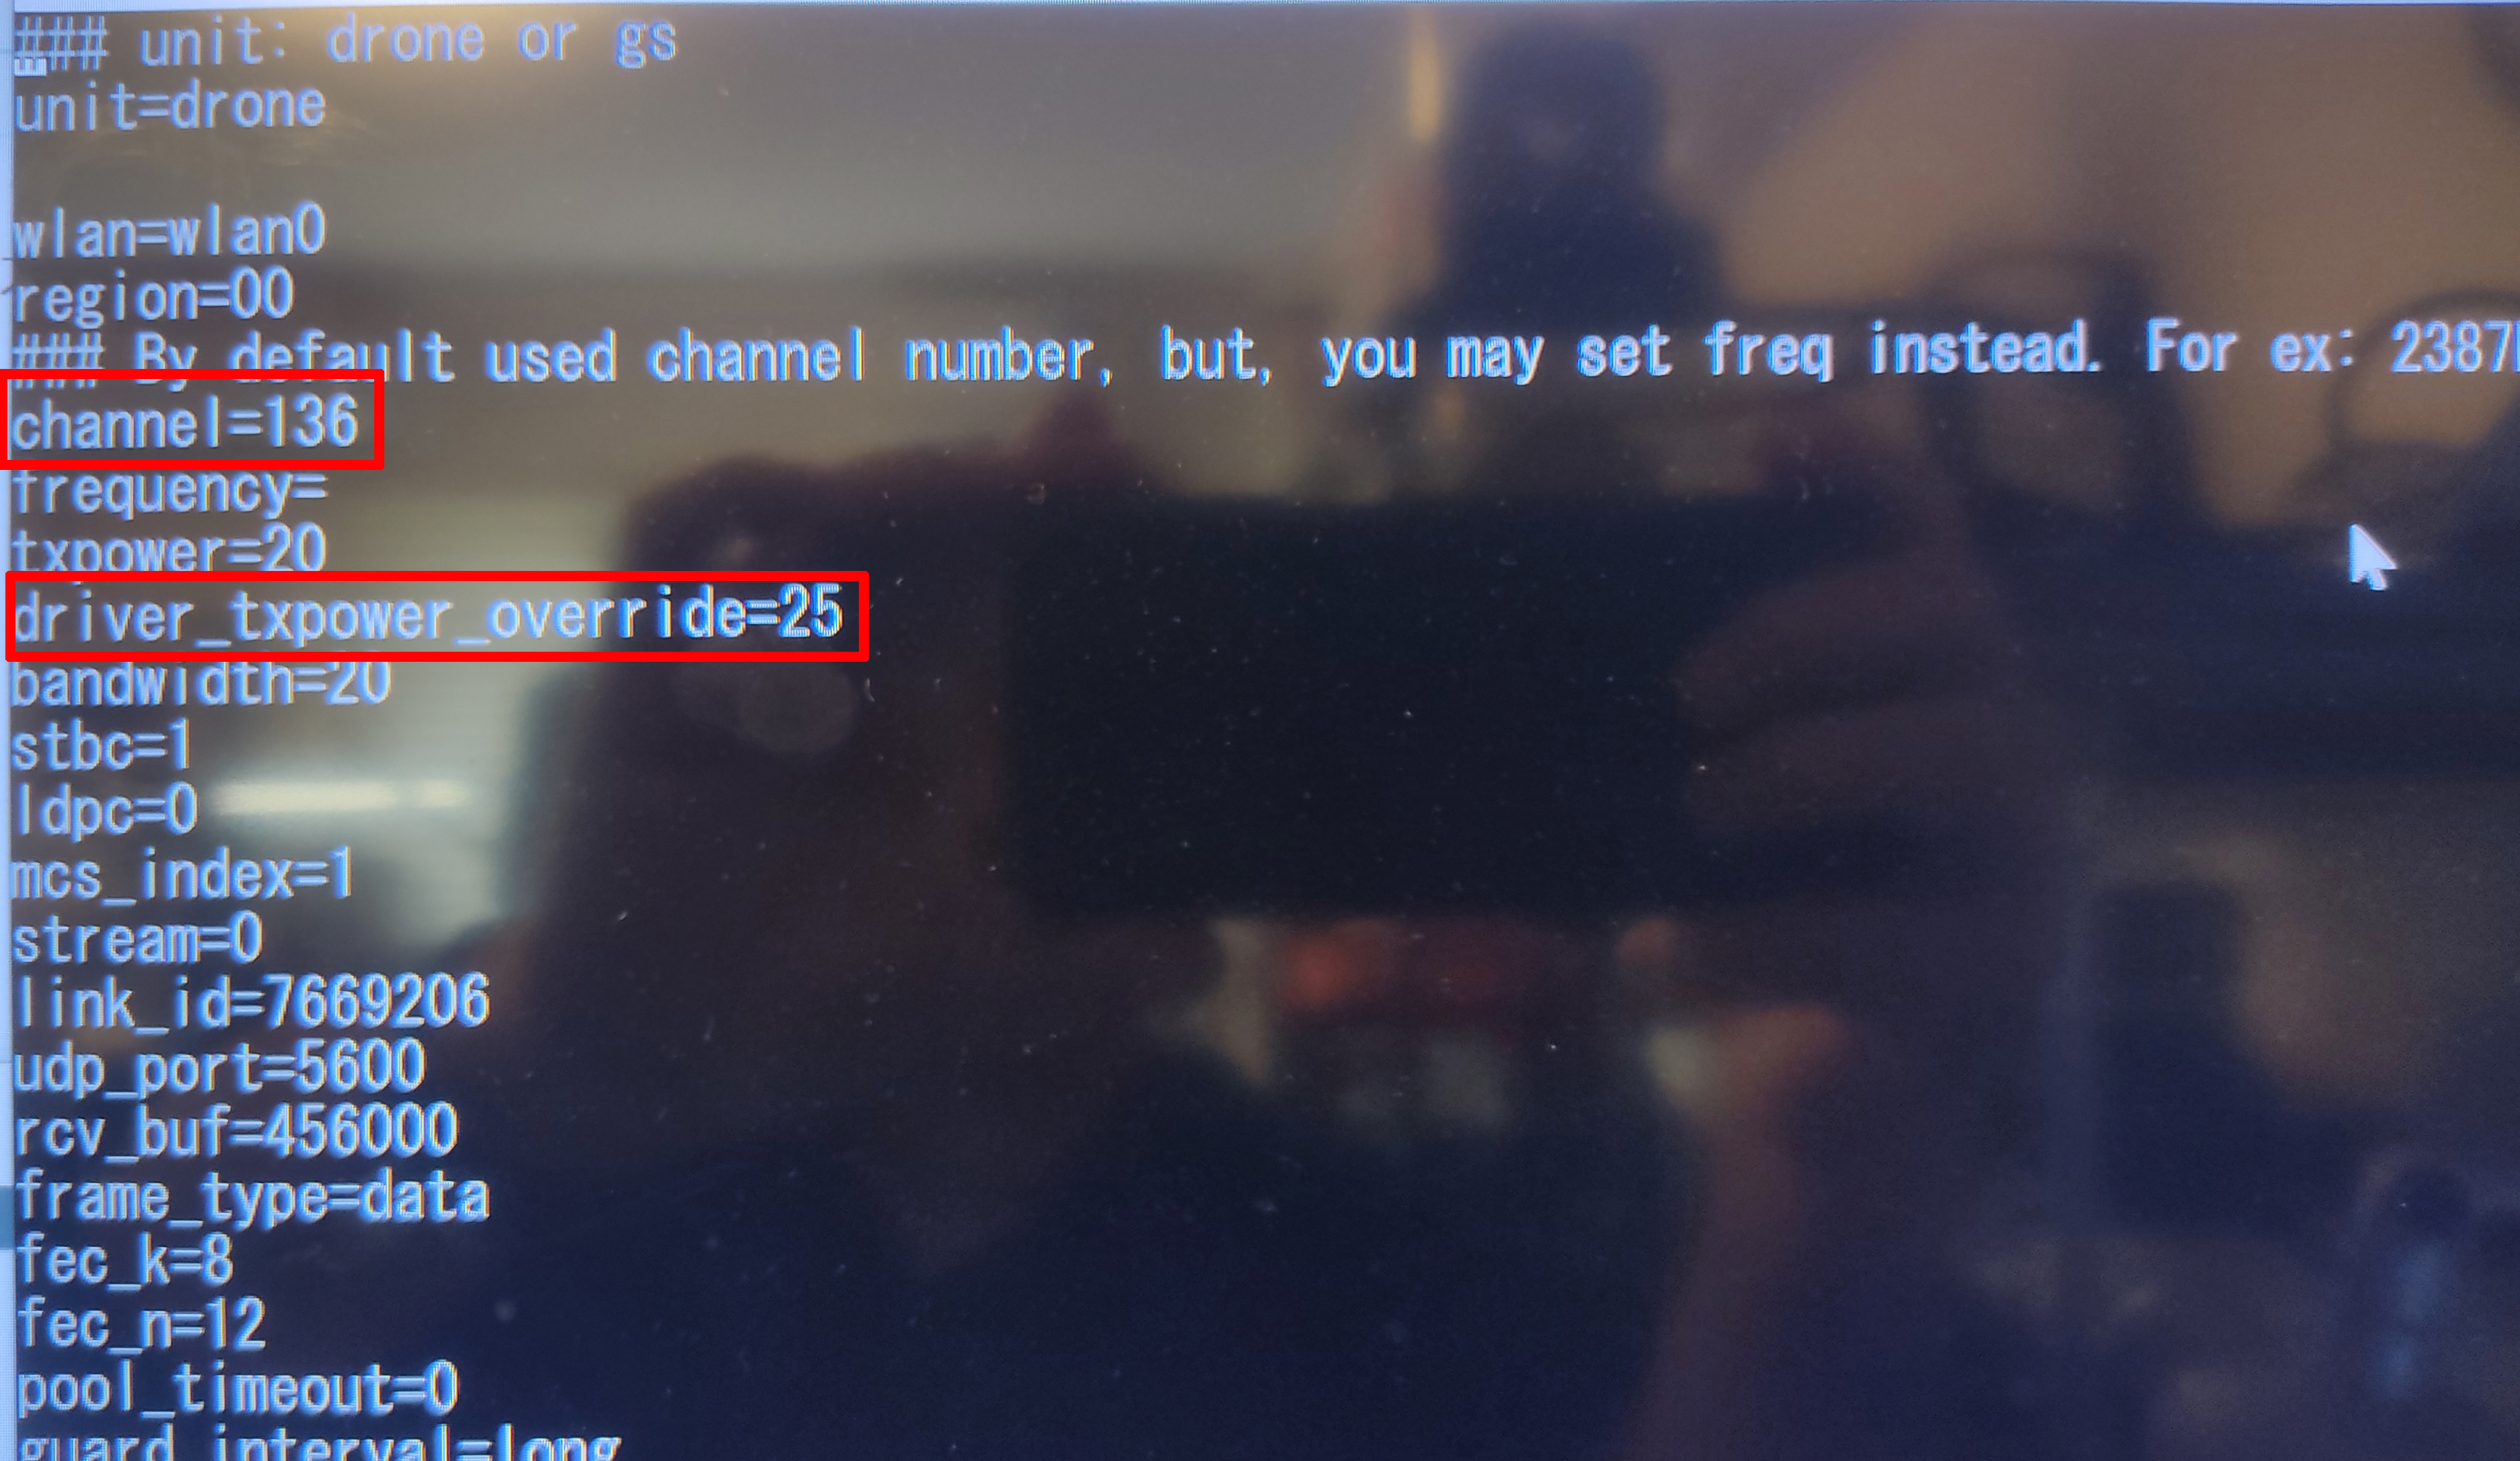 ### unit: drone or gs
unit=drone
wlan=wlan0
region=00
### By default used channel number, but, you may set freq instead. For ex: 2387
channel=136
frequency=
txpower=20
driver_txpower_override=25
bandwidth=20
stbc=1
ldpc=0
mcs_index=1
stream=0
link_id=7669206
udp_port=5600
rcv_buf=456000
frame_type=data
fec_k=8
fec_n=12
pool_timeout=0
guard_interval=long